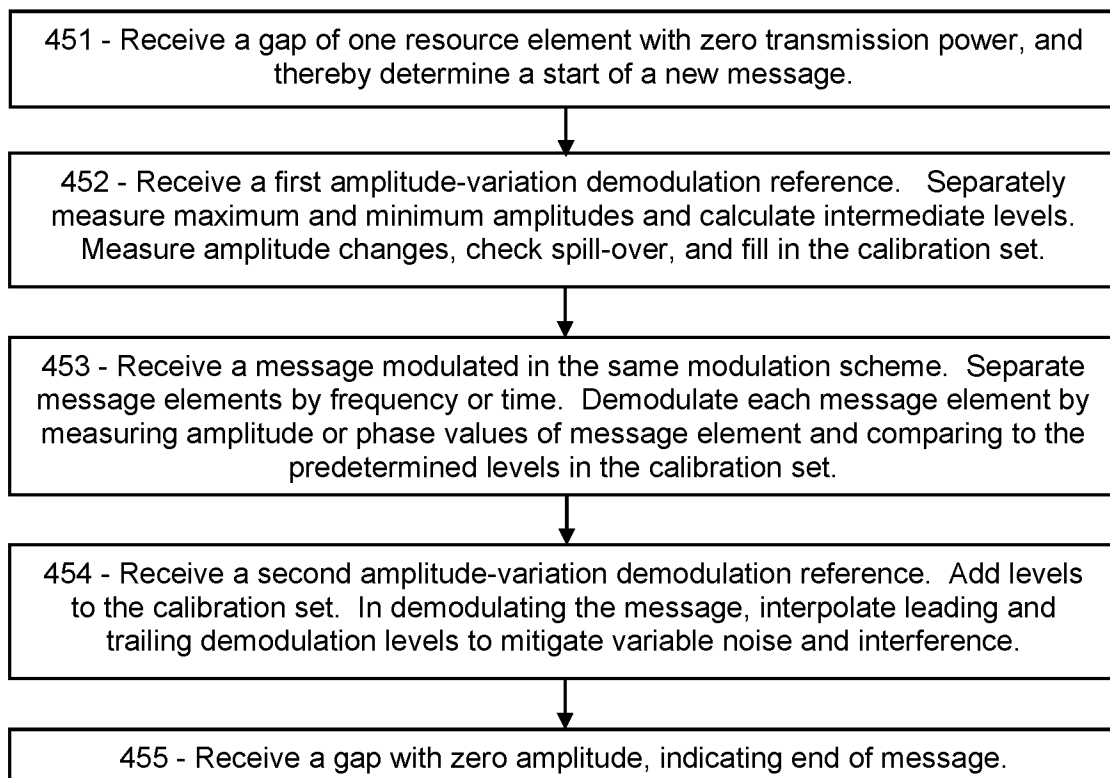 451 - Receive a gap of one resource element with zero transmission power, and
thereby determine a start of a new message.
452 - Receive a first amplitude-variation demodulation reference.   Separately
measure maximum and minimum amplitudes and calculate intermediate levels.
Measure amplitude changes, check spill-over, and fill in the calibration set.
453 - Receive a message modulated in the same modulation scheme.  Separate
message elements by frequency or time.  Demodulate each message element by
measuring amplitude or phase values of message element and comparing to the
predetermined levels in the calibration set.
454 - Receive a second amplitude-variation demodulation reference.  Add levels
to the calibration set.  In demodulating the message, interpolate leading and
trailing demodulation levels to mitigate variable noise and interference.
455 - Receive a gap with zero amplitude, indicating end of message.